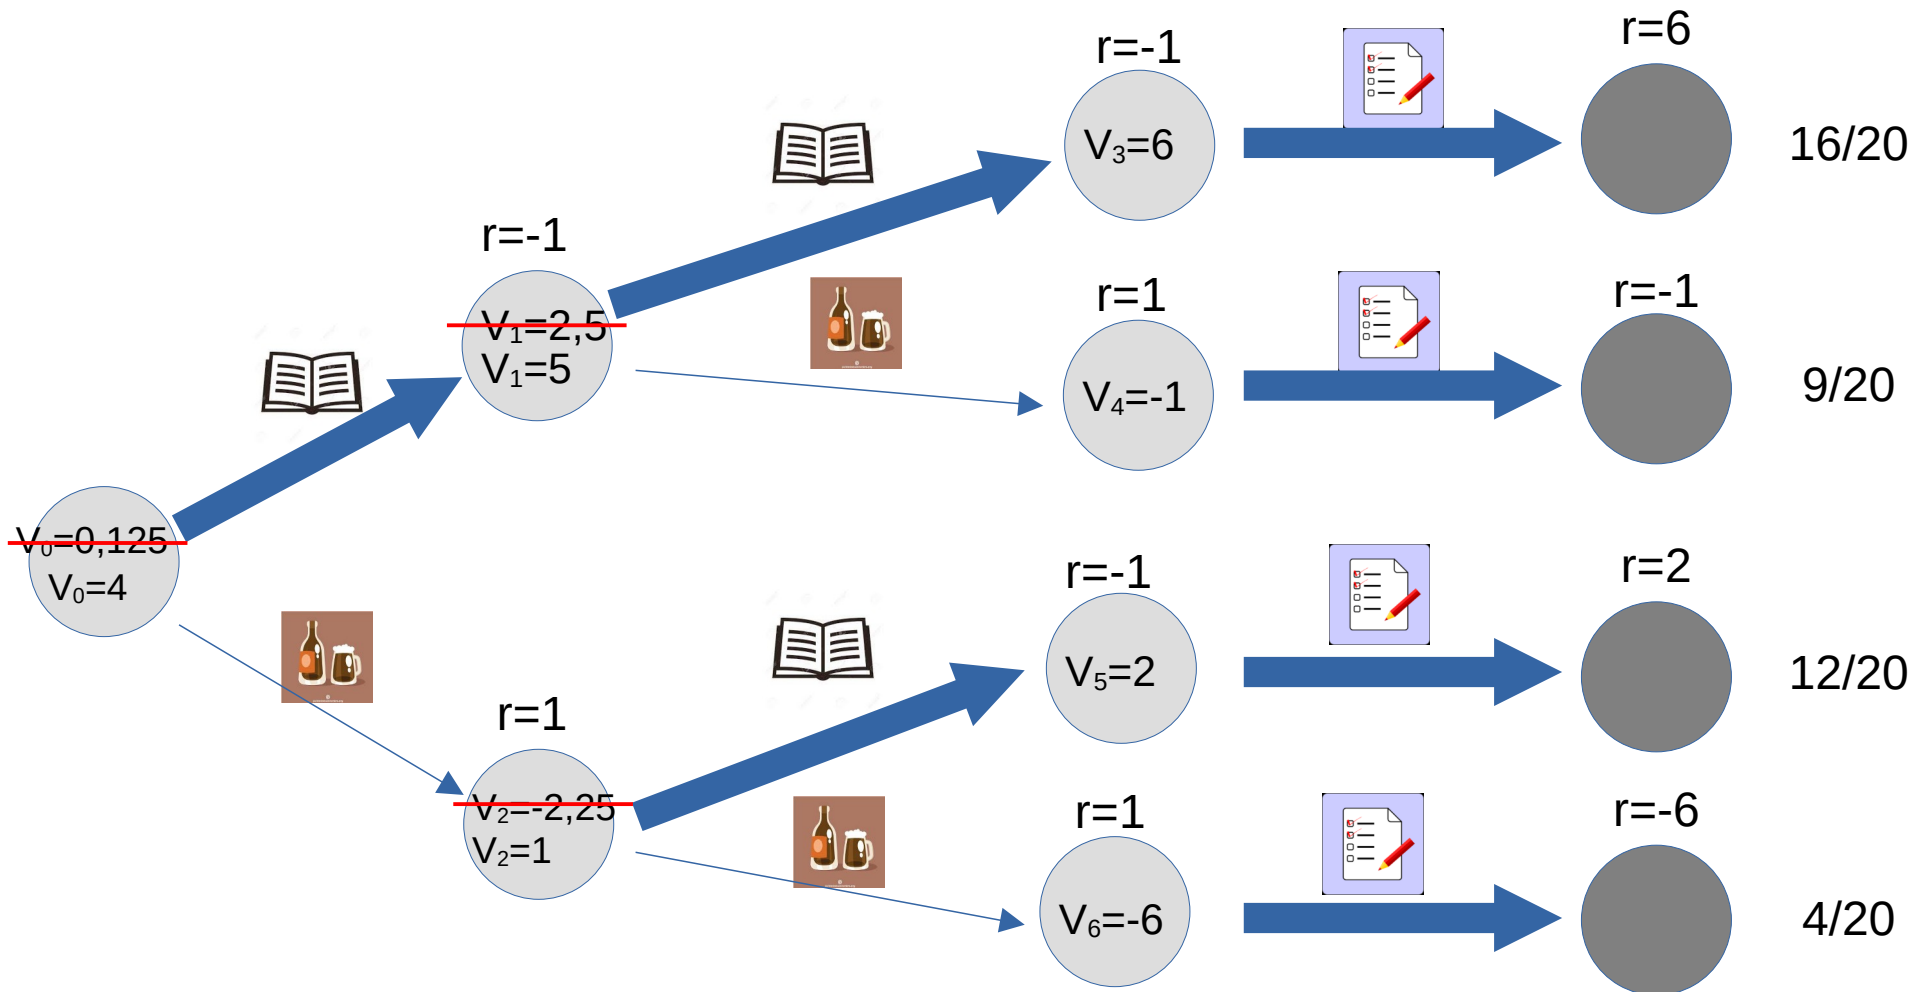 r=6
r=-1
16/20
V₃=6
r=-1
r=1
r=-1
V₁=2,5
V₁=5
9/20
V₄=-1
V₀=0,125
V₀=4
r=-1
r=2
12/20
V₅=2
r=1
r=1
r=-6
V₂=-2,25
V₂=1
V₆=-6
4/20